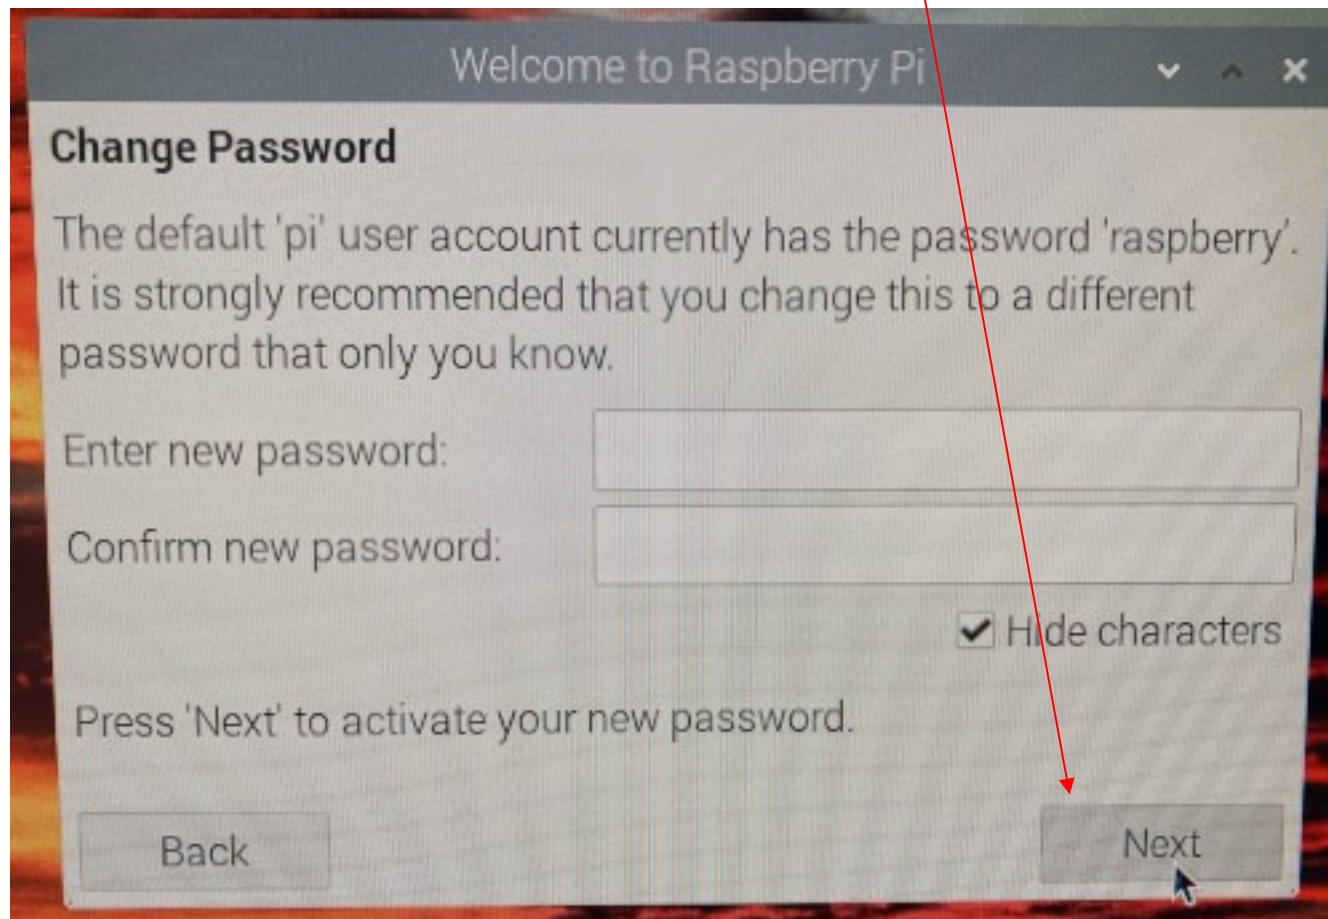 Welcome to Raspberry Pi
Change Password
The default 'pi' user account currently has the password 'raspberry'.
It is strongly recommended that you change this to a different
password that only you know.
Enter new password:
Confirm new password:
Hide characters
Press 'Next' to activate your new password.
Back
Next